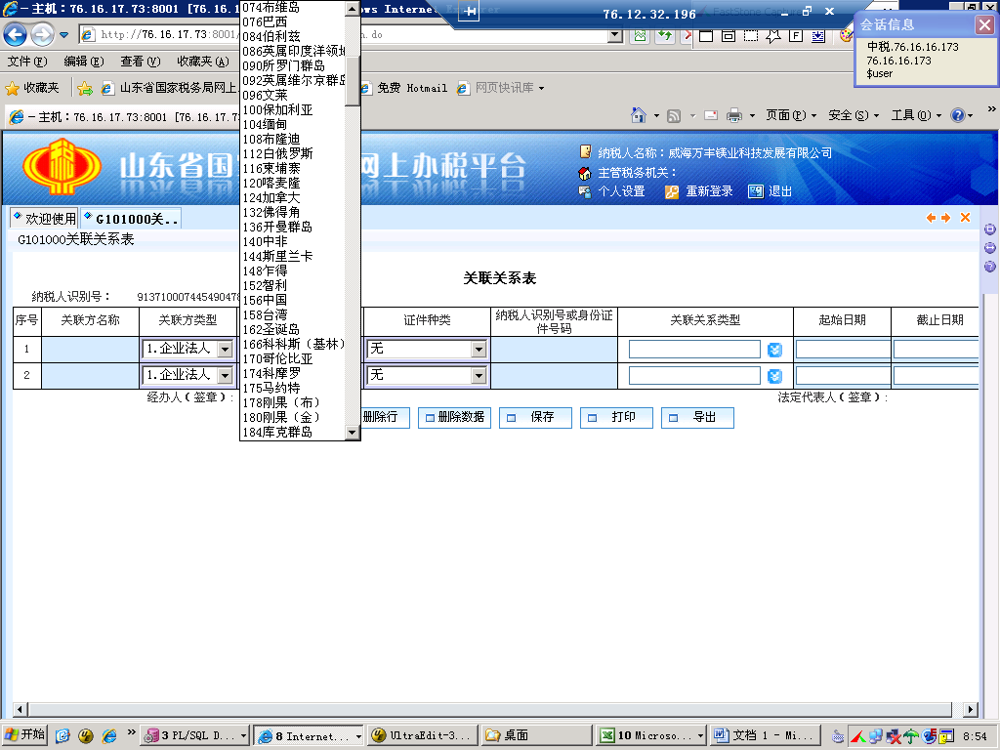 －主机：76.16.17.73:8001 [76.16.1
ws Interne
76.12.32.196
http://76.16.17.73:8001/
n.do
会话信息
中税.76.16.16.173
76.16.16.173
$user
文件(F) 编辑(E) 查看(V) 收藏夹(A)
收藏夹
山东省国家税务局网上
免费 Hotmail
网页快讯库
－主机：76.16.17.73:8001 [76.16.17.73
页面(P) 安全(S) 工具(O)
»
山东省国
网上办税平台
纳税人名称：威海万丰镁业科技发展有限公司
主管税务机关：
个人设置 重新登录 退出
欢迎使用 G101000关..
G101000关联关系表
关联关系表
纳税人识别号： 91371000744549047
序号 关联方名称 关联方类型 证件种类 纳税人识别号或身份证件号码 关联关系类型 起始日期 截止日期
1 1.企业法人 无
2 1.企业法人 无
经办人（签章）： 法定代表人（签章）：
删除行 删除数据 保存 打印 导出
074布维岛
076巴西
084伯利兹
086英属印度洋领地
090所罗门群岛
092英属维尔京群岛
096文莱
100保加利亚
104缅甸
108布隆迪
112白俄罗斯
116柬埔寨
120喀麦隆
124加拿大
132佛得角
136开曼群岛
140中非
144斯里兰卡
148乍得
152智利
156中国
158台湾
162圣诞岛
166科科斯（基林）
170哥伦比亚
174科摩罗
175马约特
178刚果（布）
180刚果（金）
184库克群岛
开始 » 3 PL/SQL D... 8 Internet... UltraEdit-3... 桌面 10 Microso... 文档 1 - Mi... 8:54